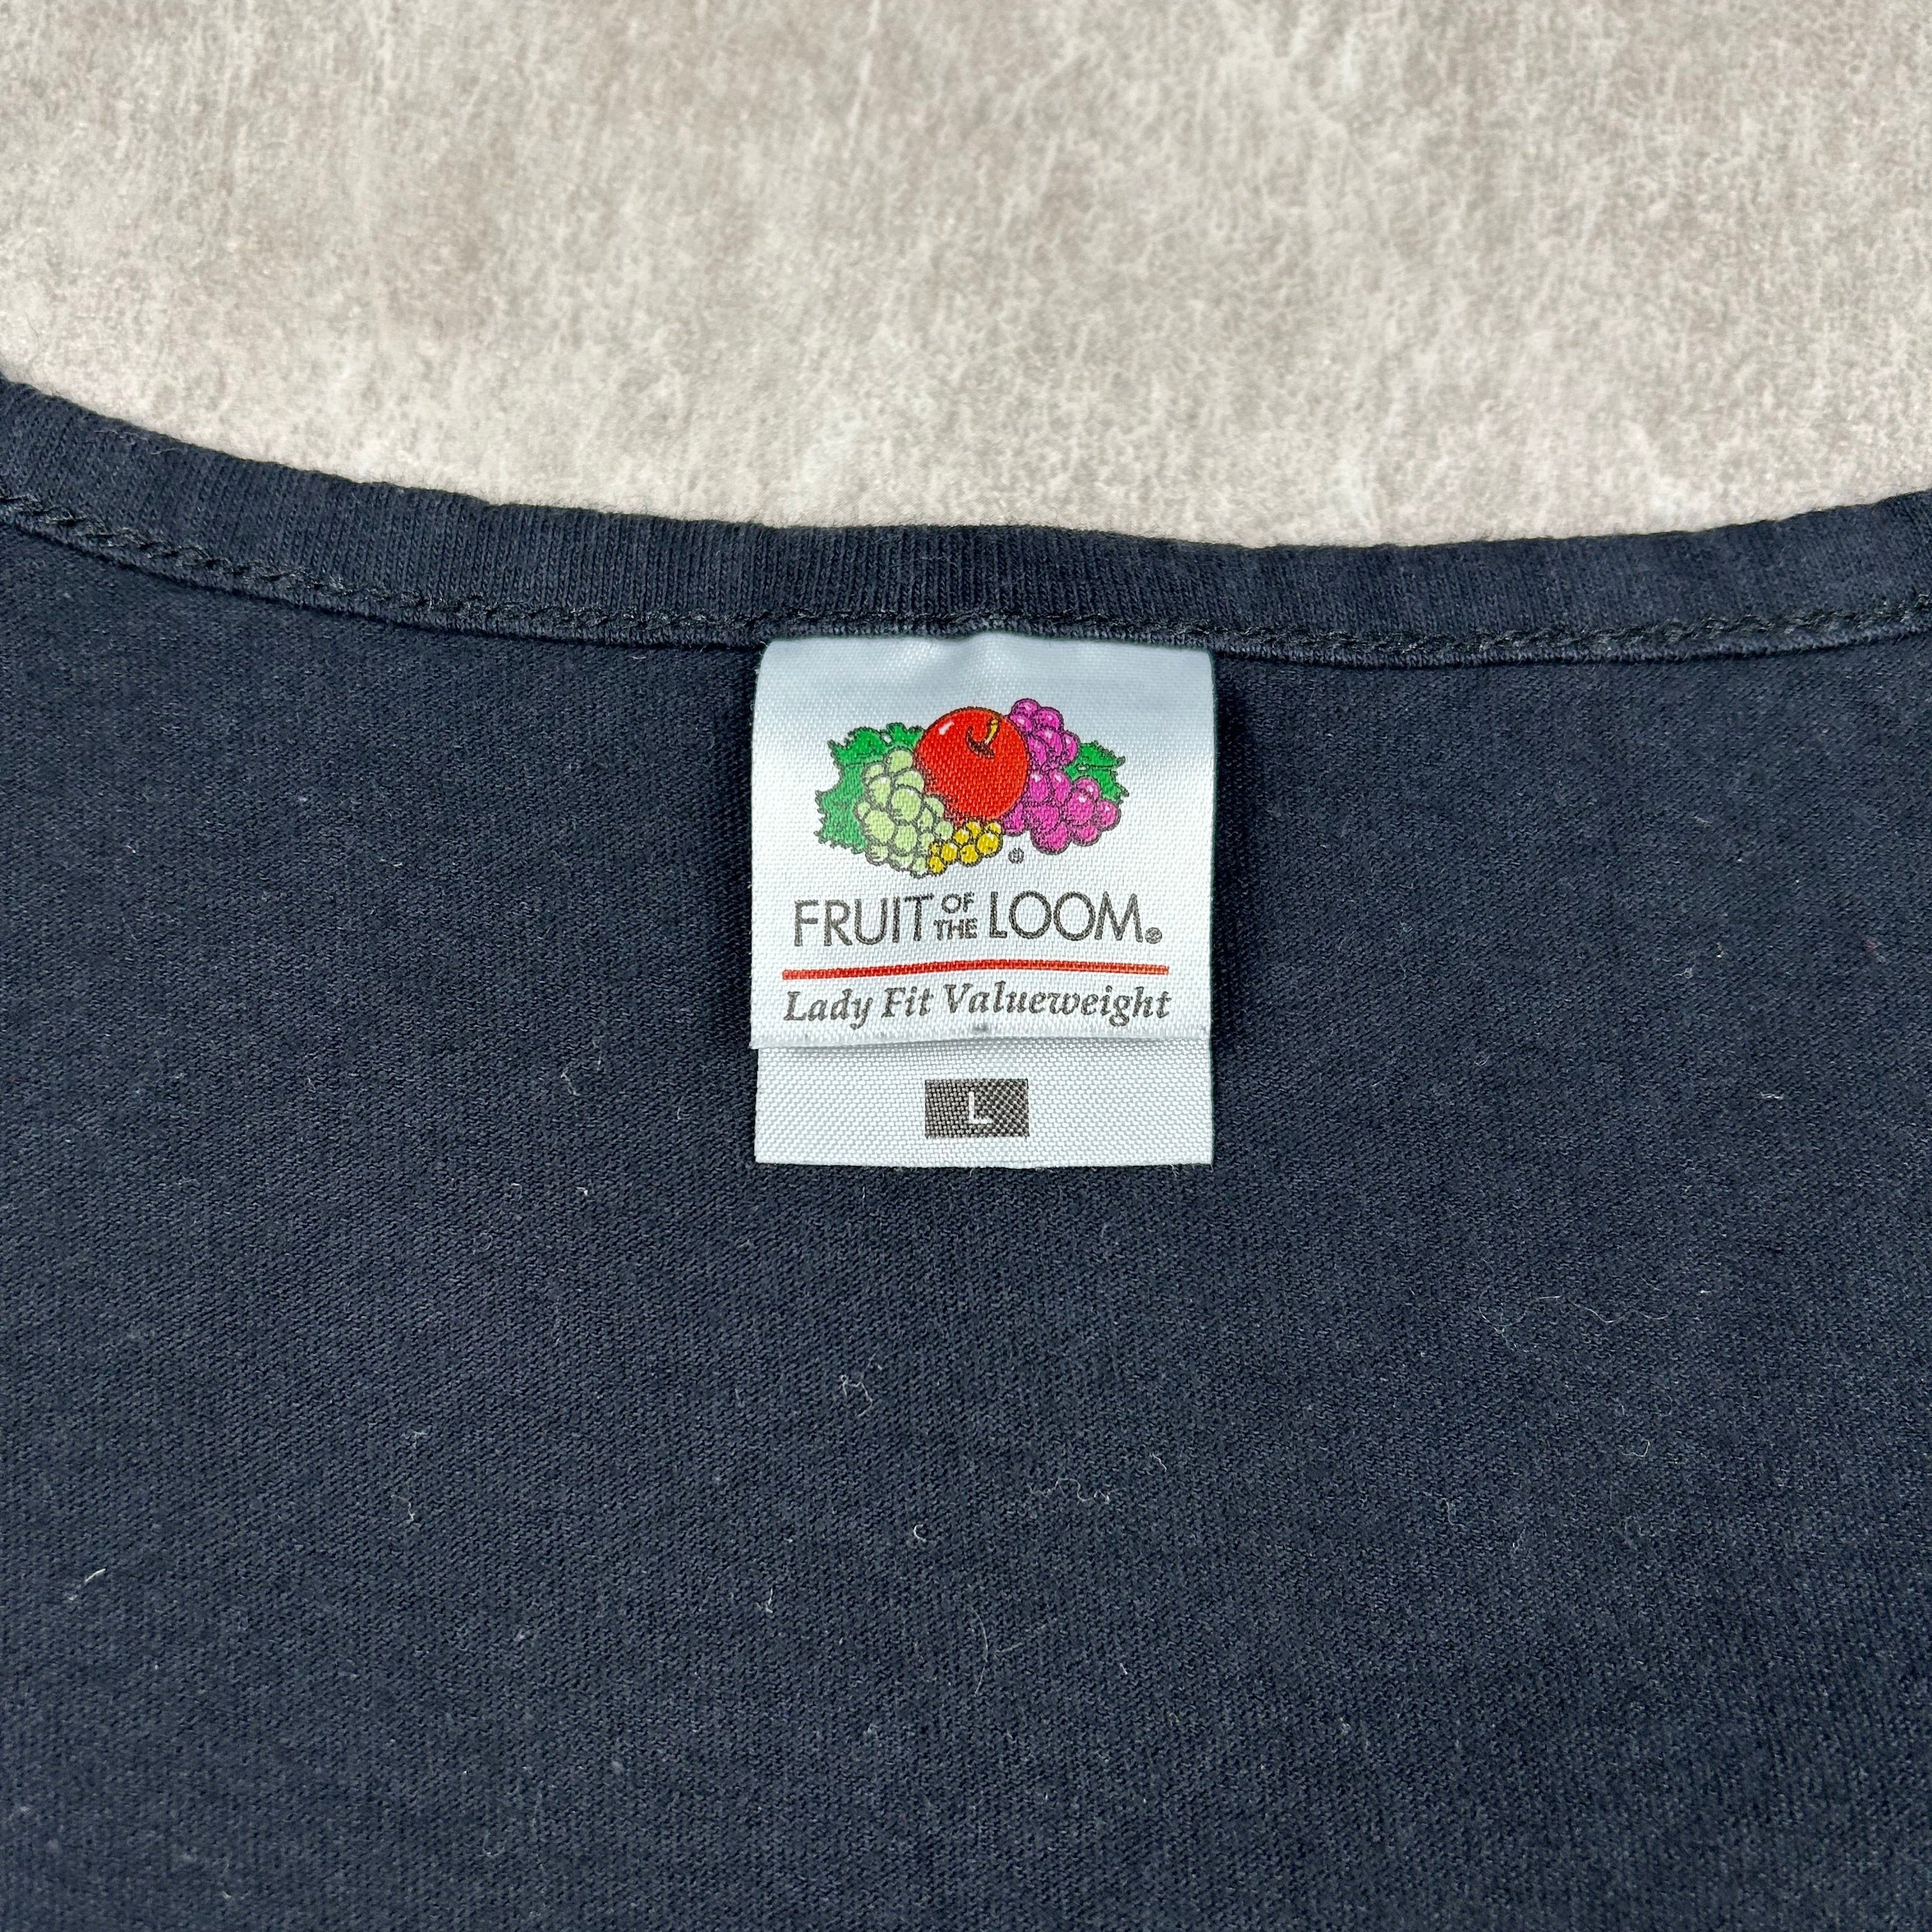 FRUIT OF THE LOOM®
Lady Fit Valueweight
L